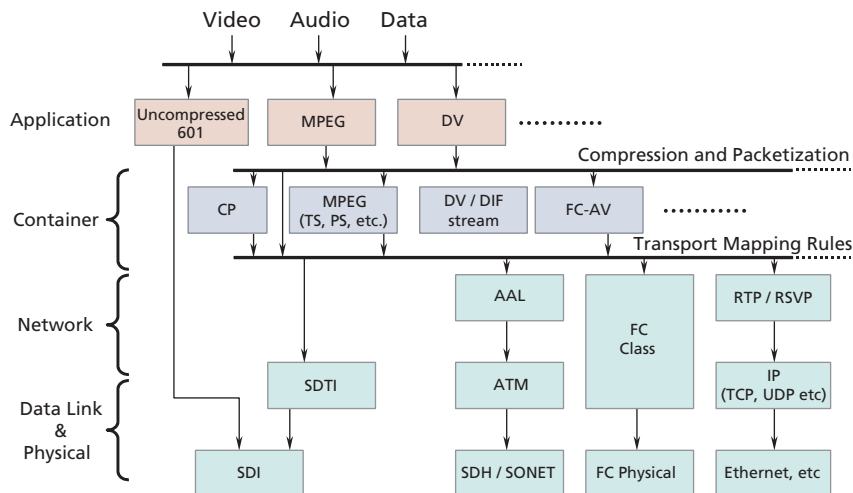 Video Audio Data
Application
Uncompressed
601
MPEG
DV
Compression and Packetization
Container
CP
MPEG
(TS, PS, etc.)
DV / DIF
stream
FC-AV
Transport Mapping Rules
Network
AAL
FC
Class
RTP / RSVP
SDTI
ATM
IP
(TCP, UDP etc)
Data Link
&
Physical
SDI
SDH / SONET
FC Physical
Ethernet, etc